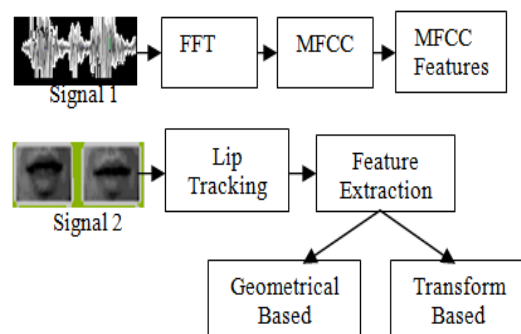 FFT
MFCC
MFCC
Features
Signal 1
Lip
Tracking
Feature
Extraction
Signal 2
Geometrical
Based
Transform
Based